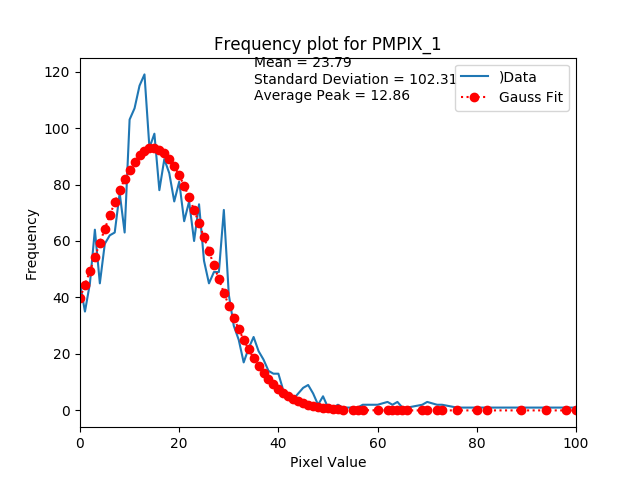 Frequency plot for PMPIX_1
Mean = 23.79
Standard Deviation = 102.31
Average Peak = 12.86
)Data
Gauss Fit
Frequency
120
100
80
60
40
20
0
0 20 40 60 80 100
Pixel Value